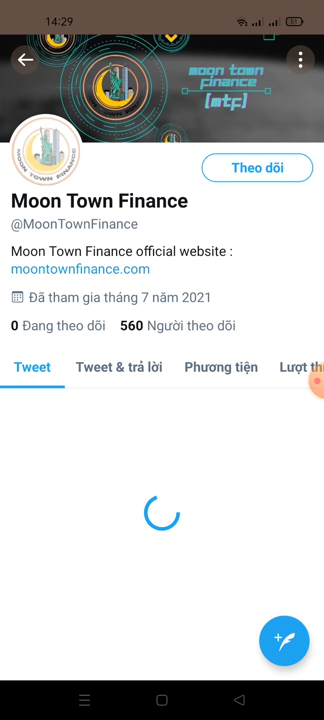 14:29
51
moon town
finance
[mtf]
MOON TOWN FINANCE
Theo dõi
Moon Town Finance
@MoonTownFinance
Moon Town Finance official website :
moontownfinance.com
Đã tham gia tháng 7 năm 2021
0 Đang theo dõi 560 Người theo dõi
Tweet Tweet & trả lời Phương tiện Lượt th